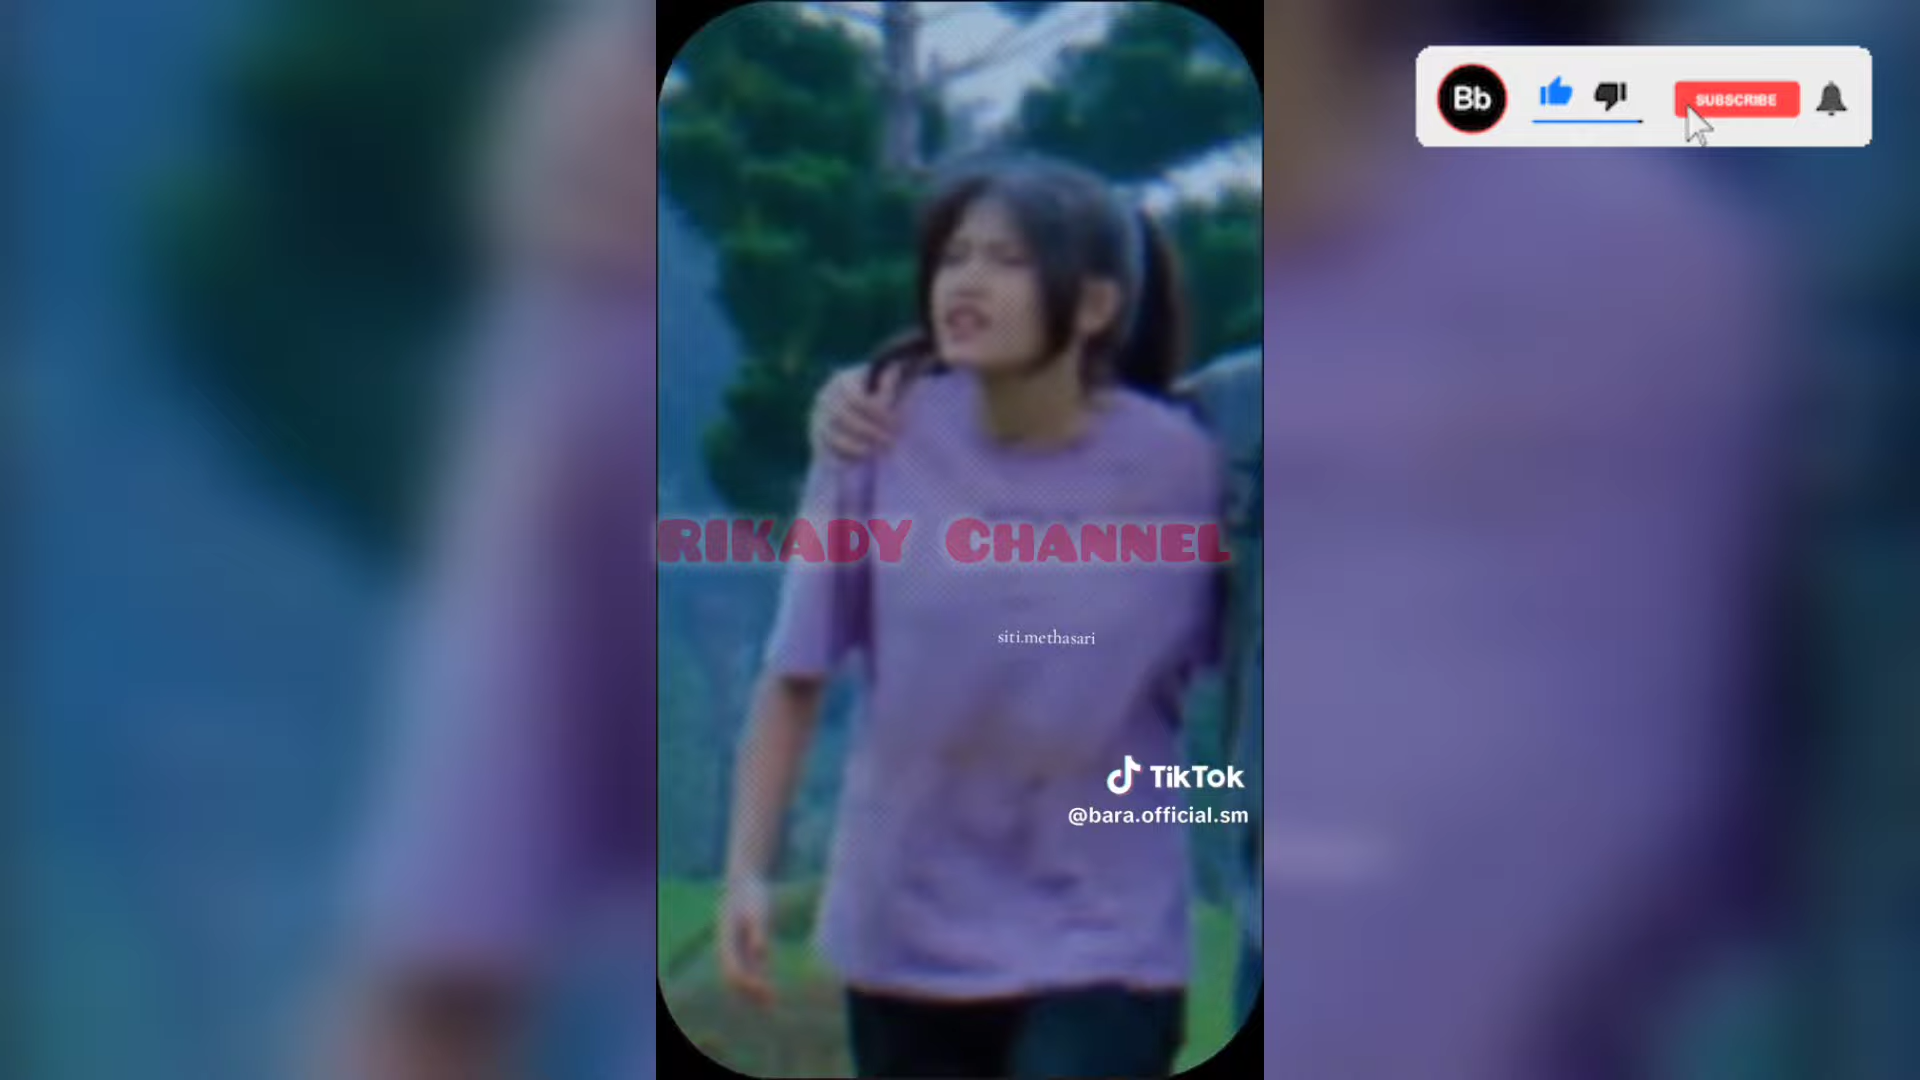 Bb
SUBSCRIBE
RIKADY CHANNEL
siti.methasari
TikTok
@bara.official.sm